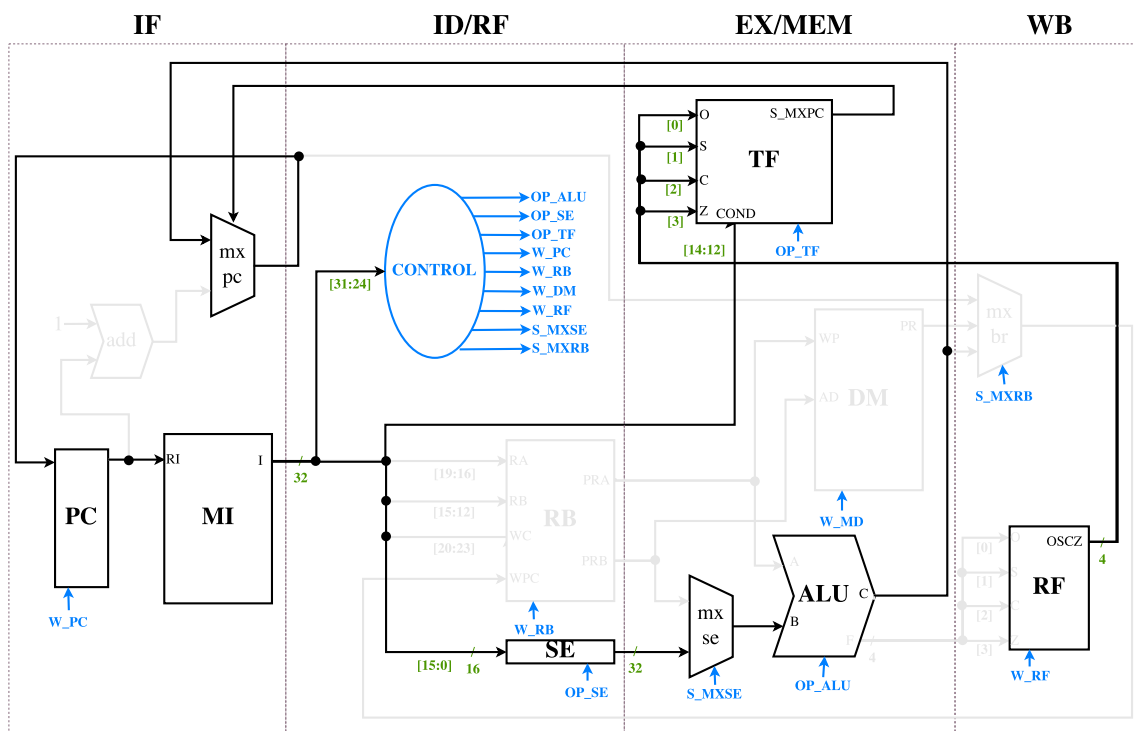 IF
ID/RF
EX/MEM
WB
O
S_MXPC
[0]
S
TF
[1]
C
[2]
Z
COND
[3]
[14:12]
OP_TF
mx
pc
CONTROL
[31:24]
OP_ALU
OP_SE
OP_TF
W_PC
W_RB
W_DM
W_RF
S_MXSE
S_MXRB
1
add
WP
PR
AD
DM
W_MD
mx
br
S_MXRB
RI
I
32
PC
MI
W_PC
RA
[19:16]
RB
[15:12]
WC
[20:23]
WPC
RB
PRA
PRB
W_RB
[15:0]
16
SE
32
OP_SE
mx
se
S_MXSE
A
ALU
C
B
F
4
OP_ALU
O
[0]
S
[1]
C
[2]
Z
[3]
OSCZ
4
RF
W_RF